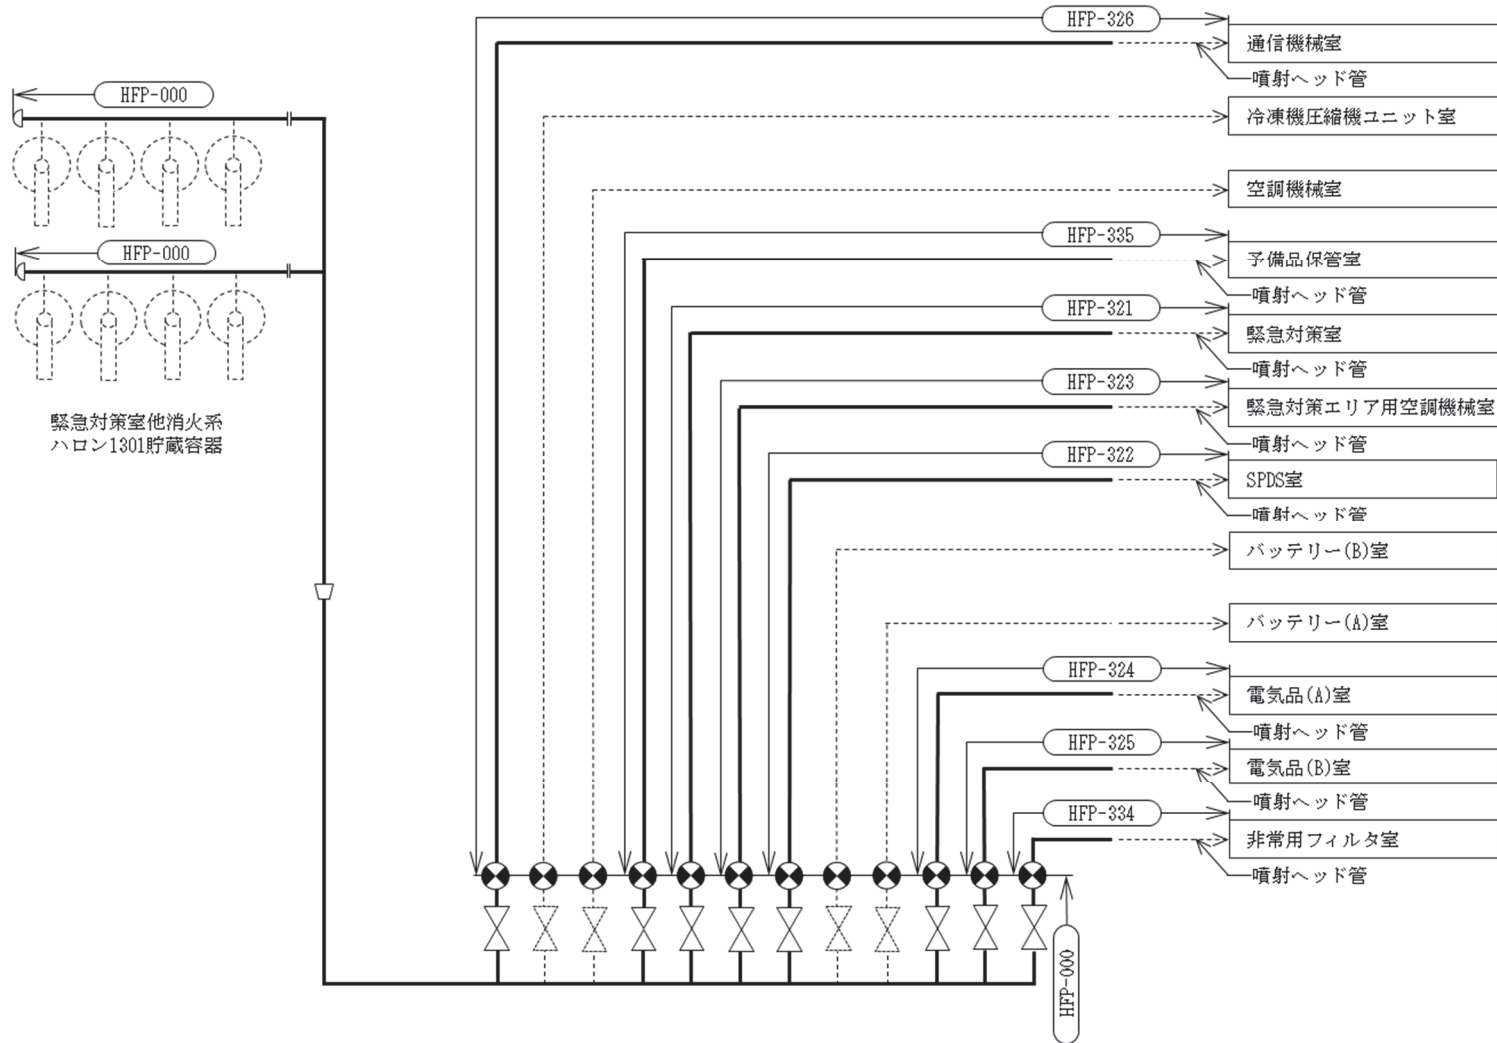 HFP-326
通信機械室
噴射ヘッド管
HFP-000
冷凍機圧縮機ユニット室
空調機械室
HFP-335
HFP-000
予備品保管室
噴射ヘッド管
HFP-321
緊急対策室
噴射ヘッド管
HFP-323
緊急対策エリア用空調機械室
緊急対策室他消火系
ハロン1301貯蔵容器
噴射ヘッド管
HFP-322
SPDS室
噴射ヘッド管
バッテリー(B)室
バッテリー(A)室
HFP-324
電気品(A)室
噴射ヘッド管
HFP-325
電気品(B)室
噴射ヘッド管
HFP-334
非常用フィルタ室
噴射ヘッド管
HFP-000